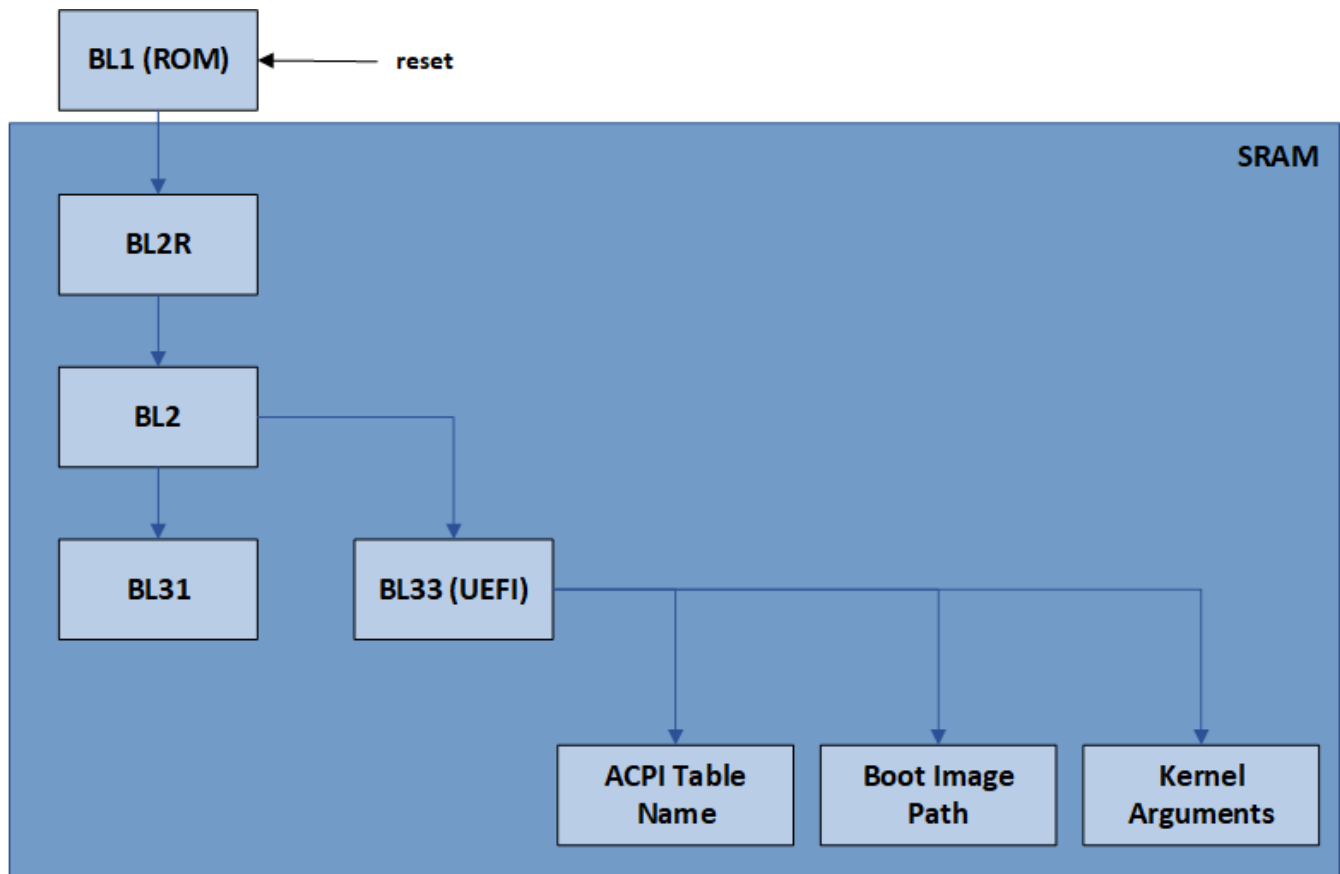 BL1 (ROM)
reset
SRAM
BL2R
BL2
BL31
BL33 (UEFI)
ACPI Table
Name
Boot Image
Path
Kernel
Arguments